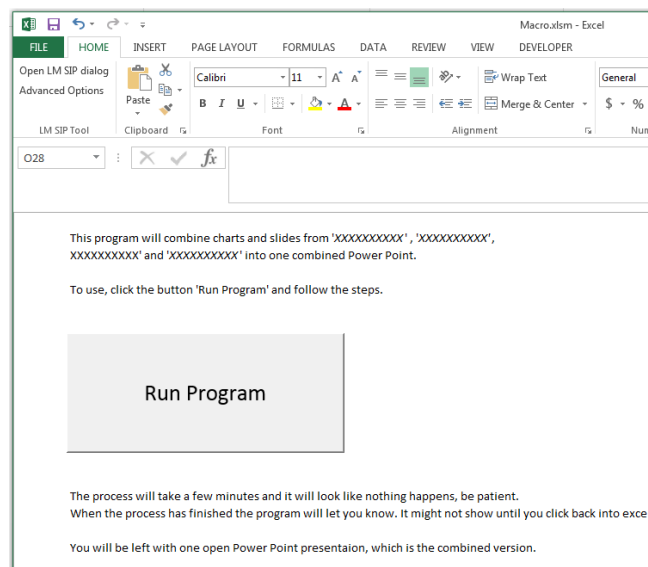 Macro.xlsm - Excel
FILE HOME INSERT PAGE LAYOUT FORMULAS DATA REVIEW VIEW DEVELOPER
Open LM SIP dialog
Advanced Options
LM SIP Tool
Paste
Clipboard
Calibri 11 A A
B I U A
Font
Wrap Text
Merge & Center
Alignment
General
$ %
Num
O28 fx
This program will combine charts and slides from 'XXXXXXXXXX' , 'XXXXXXXXXX',
XXXXXXXXXX' and 'XXXXXXXXXX' into one combined Power Point.
To use, click the button 'Run Program' and follow the steps.
Run Program
The process will take a few minutes and it will look like nothing happens, be patient.
When the process has finished the program will let you know. It might not show until you click back into exce
You will be left with one open Power Point presentaion, which is the combined version.